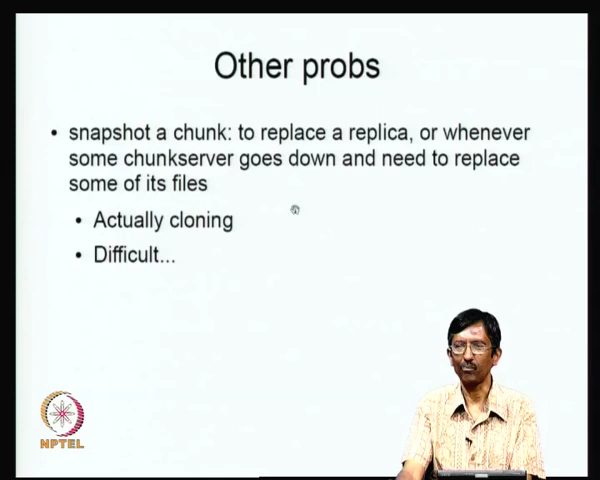 Other probs
• snapshot a chunk: to replace a replica, or whenever
some chunkserver goes down and need to replace
some of its files
• Actually cloning
• Difficult...
NPTEL